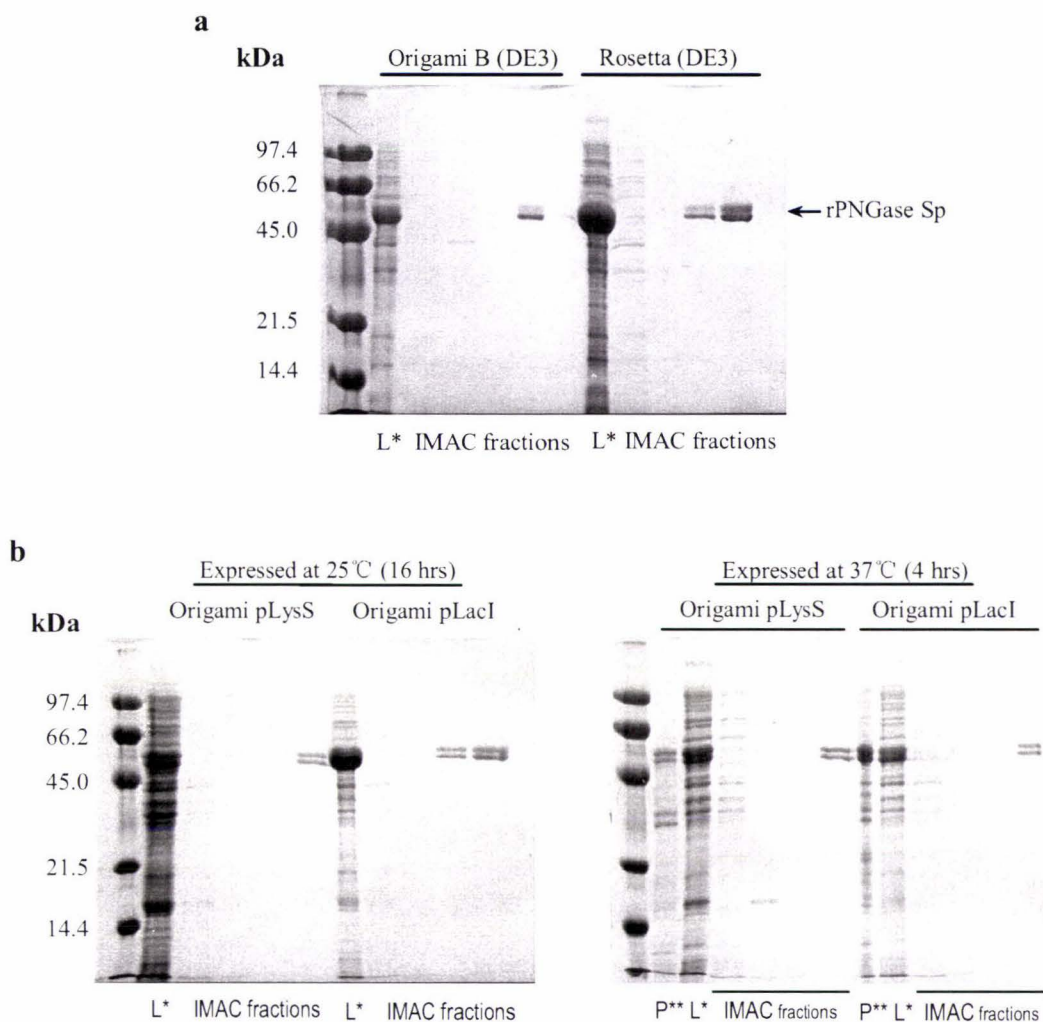 a
kDa
Origami B (DE3) Rosetta (DE3)
97.4
66.2
45.0
21.5
14.4
rPNGase Sp
L* IMAC fractions L* IMAC fractions
b
Expressed at 25℃ (16 hrs)
Origami pLysS Origami pLacI
kDa
97.4
66.2
45.0
21.5
14.4
L* IMAC fractions L* IMAC fractions
Expressed at 37℃ (4 hrs)
Origami pLysS Origami pLacI
P** L* IMAC fractions P** L* IMAC fractions